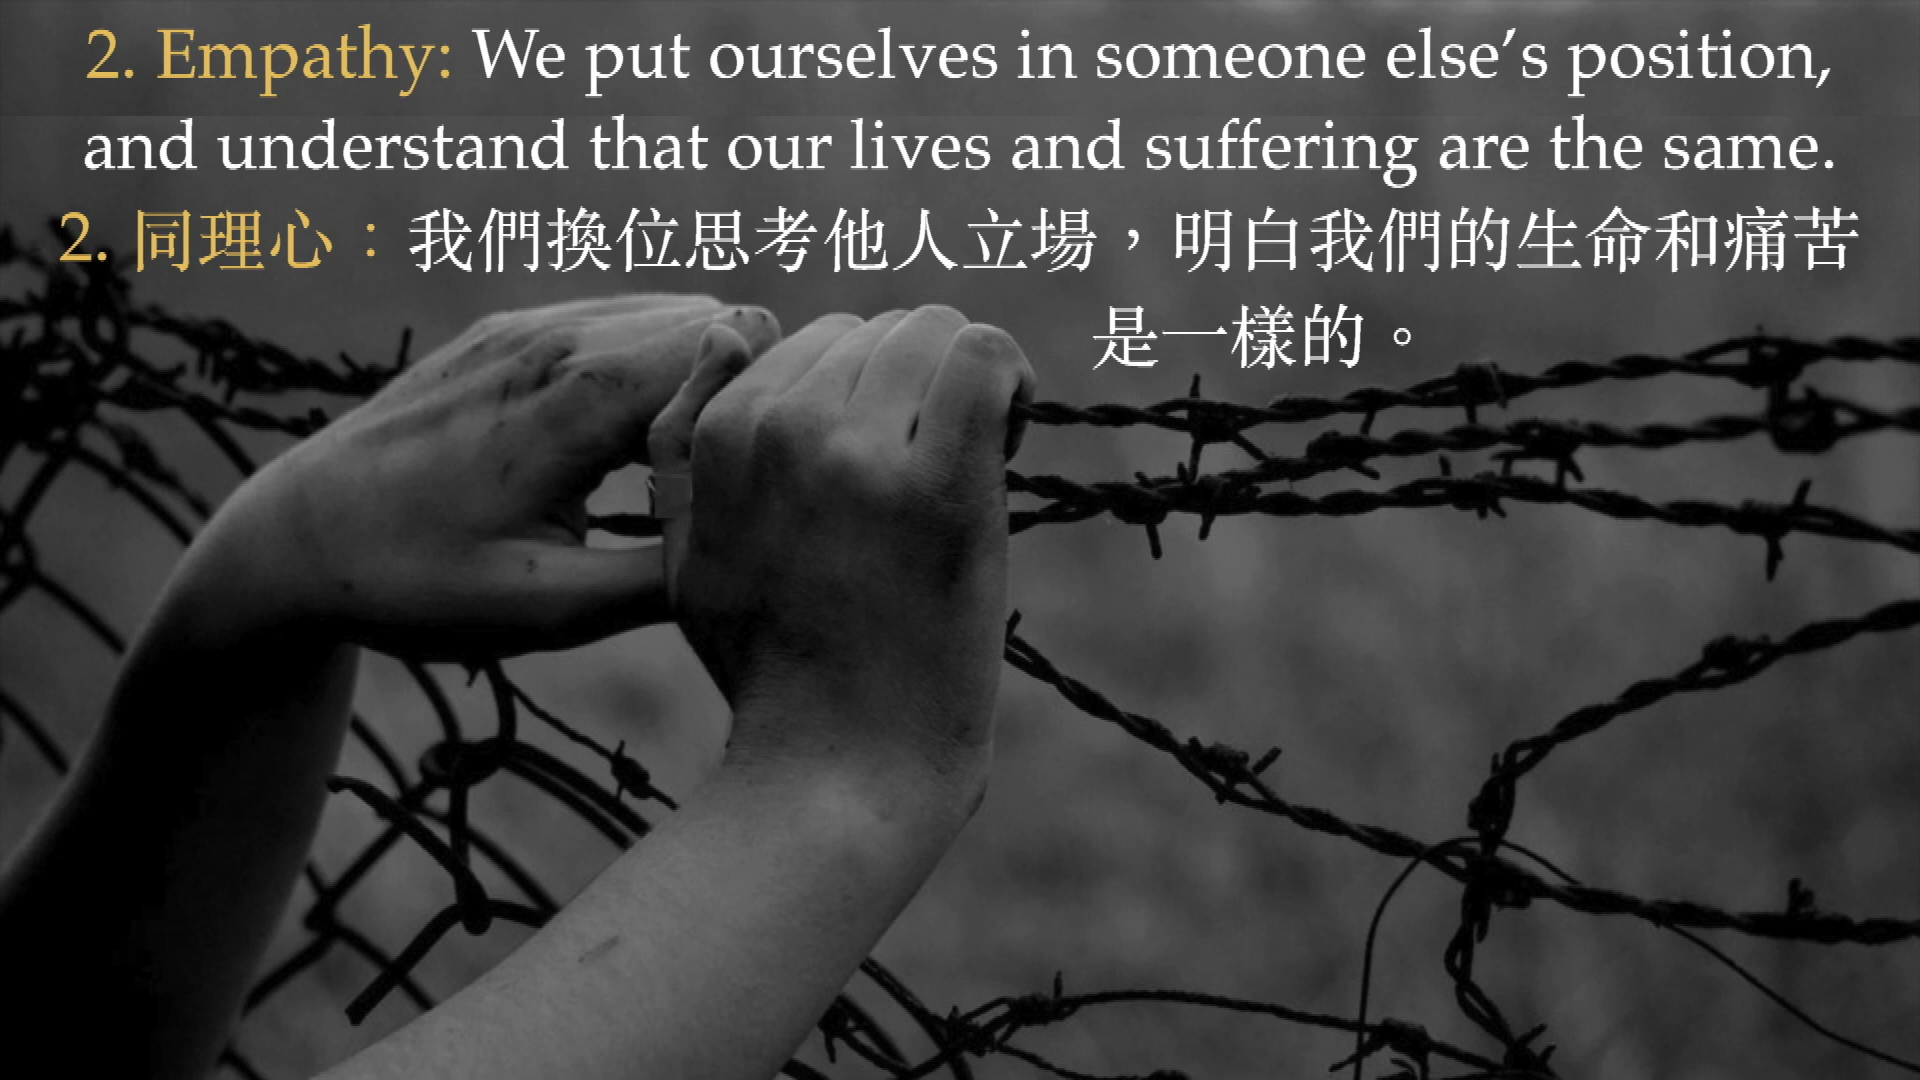 2. Empathy: We put ourselves in someone else’s position,
and understand that our lives and suffering are the same.
2. 同理心：我們換位思考他人立場，明白我們的生命和痛苦
是一樣的。